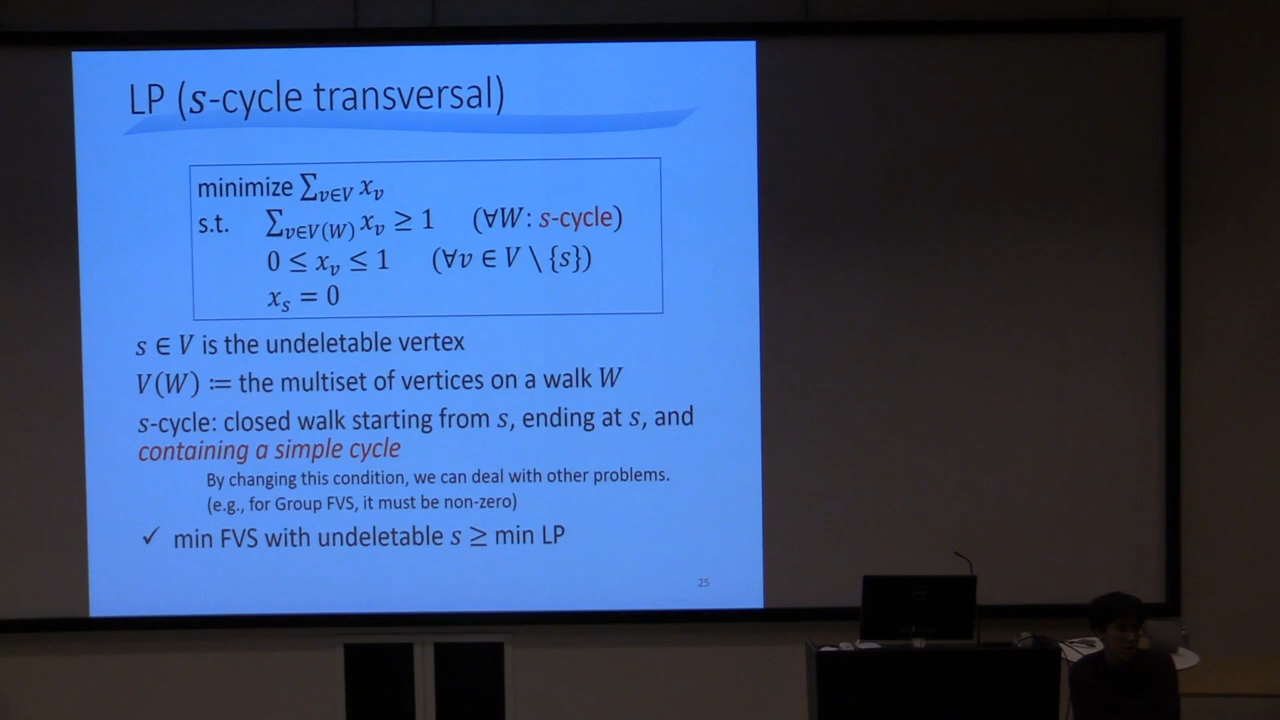 LP (s-cycle transversal)
minimize ∑_{v∈V} x_v
s.t. ∑_{v∈V(W)} x_v ≥ 1 (∀W: s-cycle)
0 ≤ x_v ≤ 1 (∀v ∈ V \ {s})
x_s = 0
s ∈ V is the undeletable vertex
V(W) ≔ the multiset of vertices on a walk W
s-cycle: closed walk starting from s, ending at s, and
containing a simple cycle
By changing this condition, we can deal with other problems.
(e.g., for Group FVS, it must be non-zero)
✓ min FVS with undeletable s ≥ min LP
25